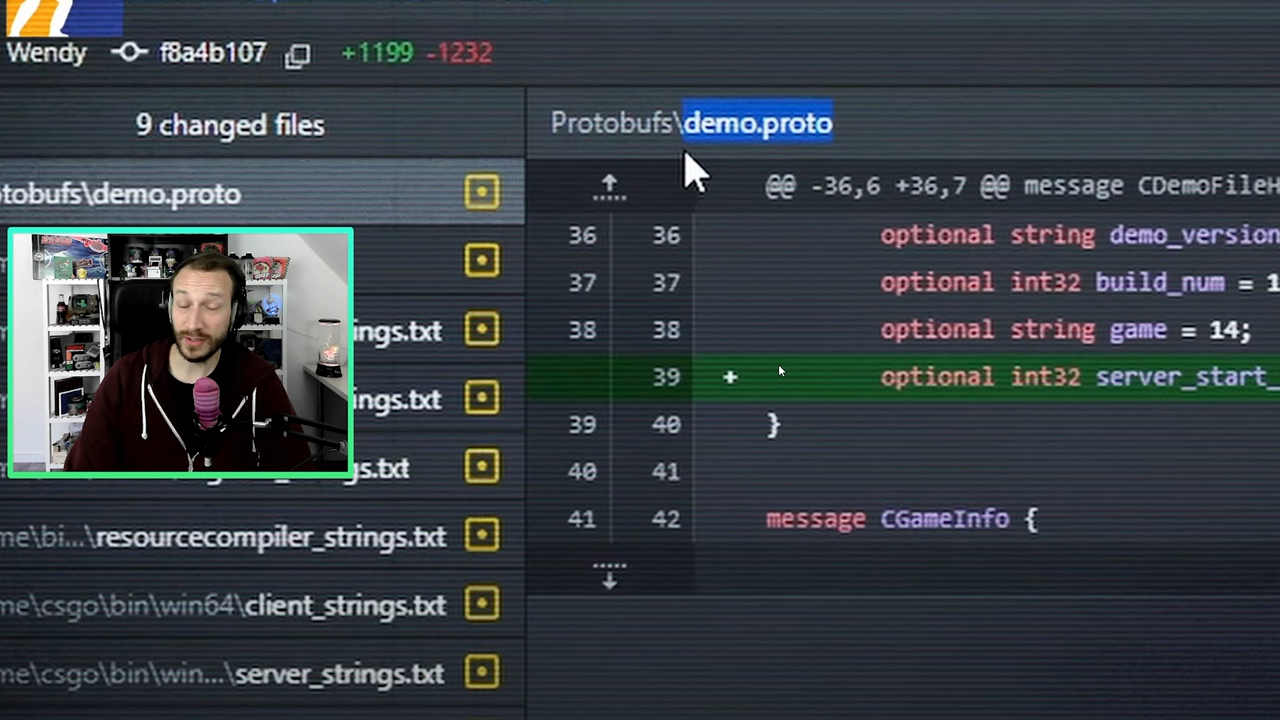 Wendy f8a4b107 +1199 -1232
9 changed files
Protobufs\demo.proto
otobufs\demo.proto
@@ -36,6 +36,7 @@ message CDemoFileH
36 36 optional string demo_version
37 37 optional int32 build_num = 1
38 38 optional string game = 14;
39 + optional int32 server_start_
39 40 }
40 41
41 42 message CGameInfo {
ings.txt
ings.txt
gs.txt
me\bi...\resourcecompiler_strings.txt
me\csgo\bin\win64\client_strings.txt
me\csgo\bin\win...\server_strings.txt